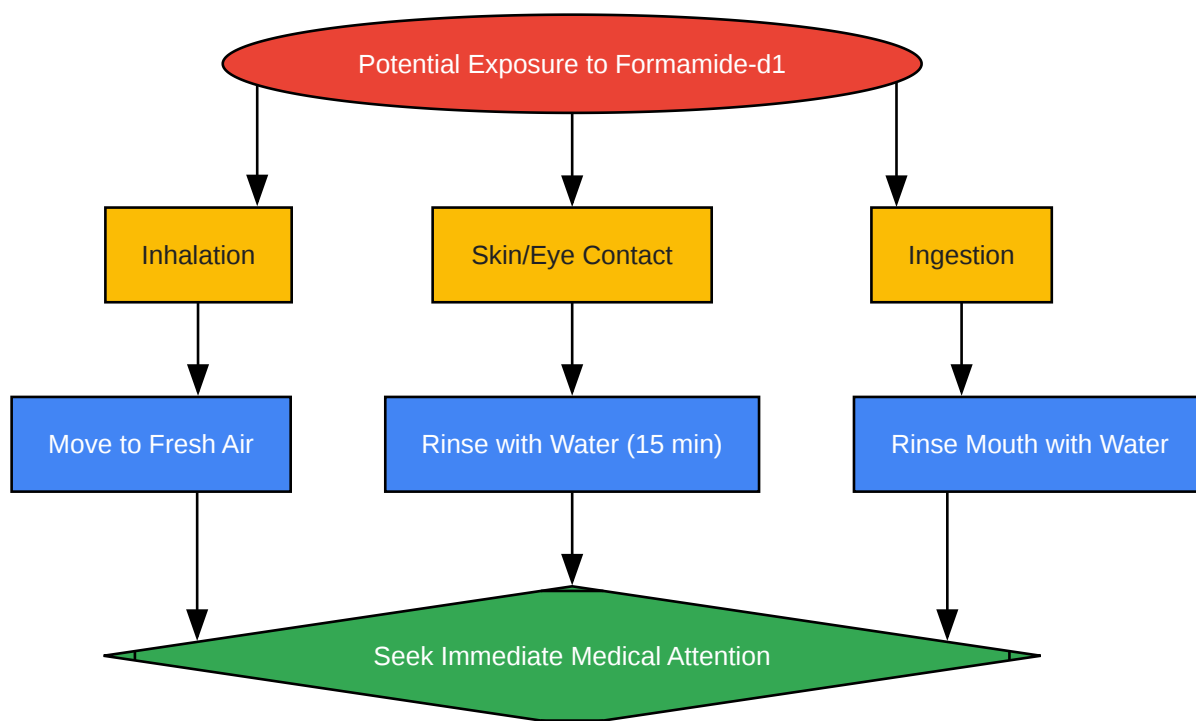 Potential Exposure to Formamide-d1
Inhalation
Skin/Eye Contact
Ingestion
Move to Fresh Air
Rinse with Water (15 min)
Rinse Mouth with Water
Seek Immediate Medical Attention